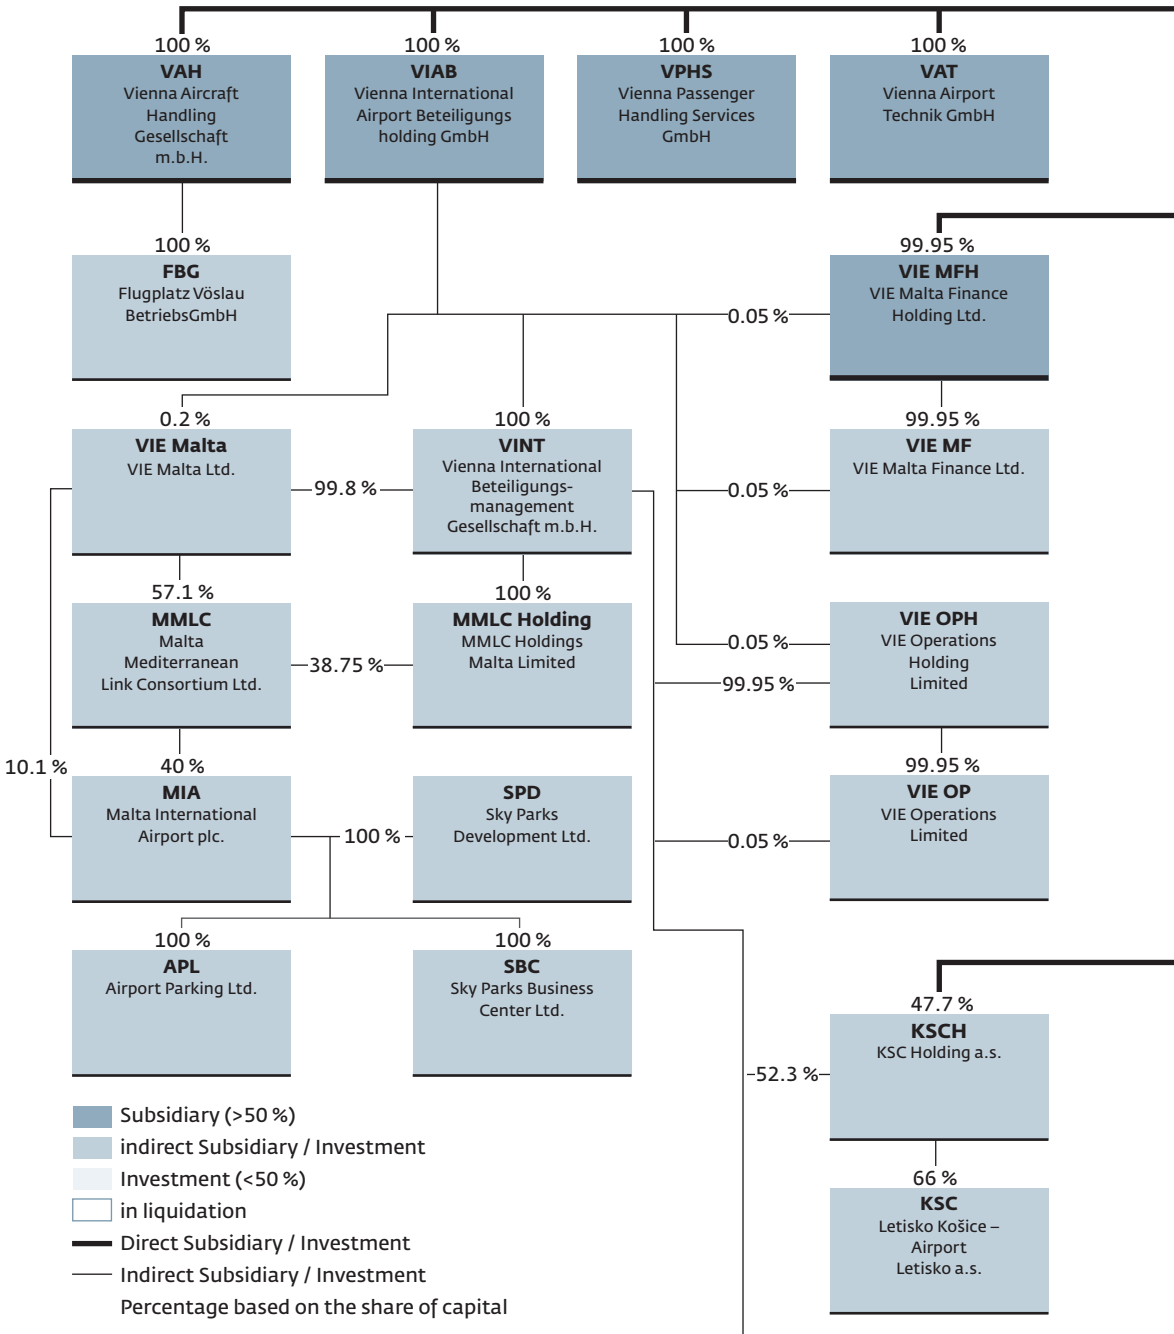 100 %
VAH
Vienna Aircraft
Handling
Gesellschaft
m.b.H.
100 %
VIAB
Vienna International
Airport Beteiligungs
holding GmbH
100 %
VPHS
Vienna Passenger
Handling Services
GmbH
100 %
VAT
Vienna Airport
Technik GmbH
100 %
FBG
Flugplatz Vöslau
BetriebsGmbH
99.95 %
VIE MFH
VIE Malta Finance
Holding Ltd.
0.05 %
0.2 %
VIE Malta
VIE Malta Ltd.
99.8 %
100 %
VINT
Vienna International
Beteiligungs-
management
Gesellschaft m.b.H.
0.05 %
99.95 %
VIE MF
VIE Malta Finance Ltd.
57.1 %
MMLC
Malta
Mediterranean
Link Consortium Ltd.
38.75 %
100 %
MMLC Holding
MMLC Holdings
Malta Limited
0.05 %
99.95 %
VIE OPH
VIE Operations
Holding
Limited
10.1 %
40 %
MIA
Malta International
Airport plc.
100 %
SPD
Sky Parks
Development Ltd.
0.05 %
99.95 %
VIE OP
VIE Operations
Limited
100 %
APL
Airport Parking Ltd.
100 %
SBC
Sky Parks Business
Center Ltd.
47.7 %
KSCH
KSC Holding a.s.
52.3 %
66 %
KSC
Letisko Košice –
Airport
Letisko a.s.
Subsidiary (>50 %)
indirect Subsidiary / Investment
Investment (<50 %)
in liquidation
Direct Subsidiary / Investment
Indirect Subsidiary / Investment
Percentage based on the share of capital